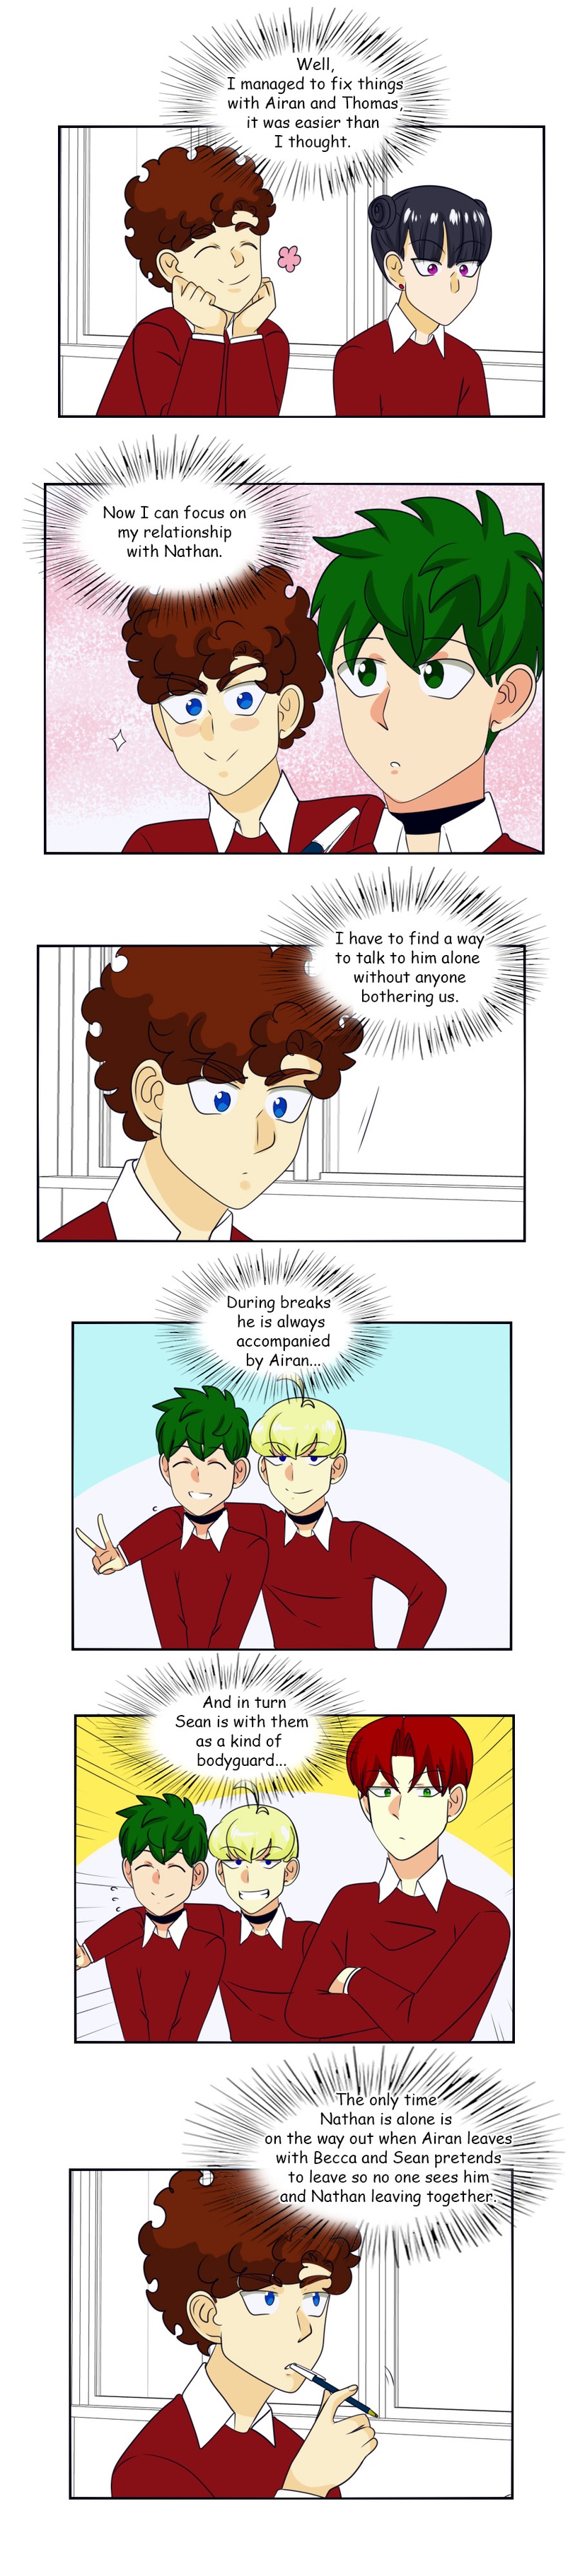 Well,
I managed to fix things
with Airan and Thomas,
it was easier than
I thought.
Now I can focus on
my relationship
with Nathan.
I have to find a way
to talk to him alone
without anyone
bothering us.
During breaks
he is always
accompanied
by Airan...
And in turn
Sean is with them
as a kind of
bodyguard...
The only time
Nathan is alone is
on the way out when Airan leaves
with Becca and Sean pretends
to leave so no one sees him
and Nathan leaving together.